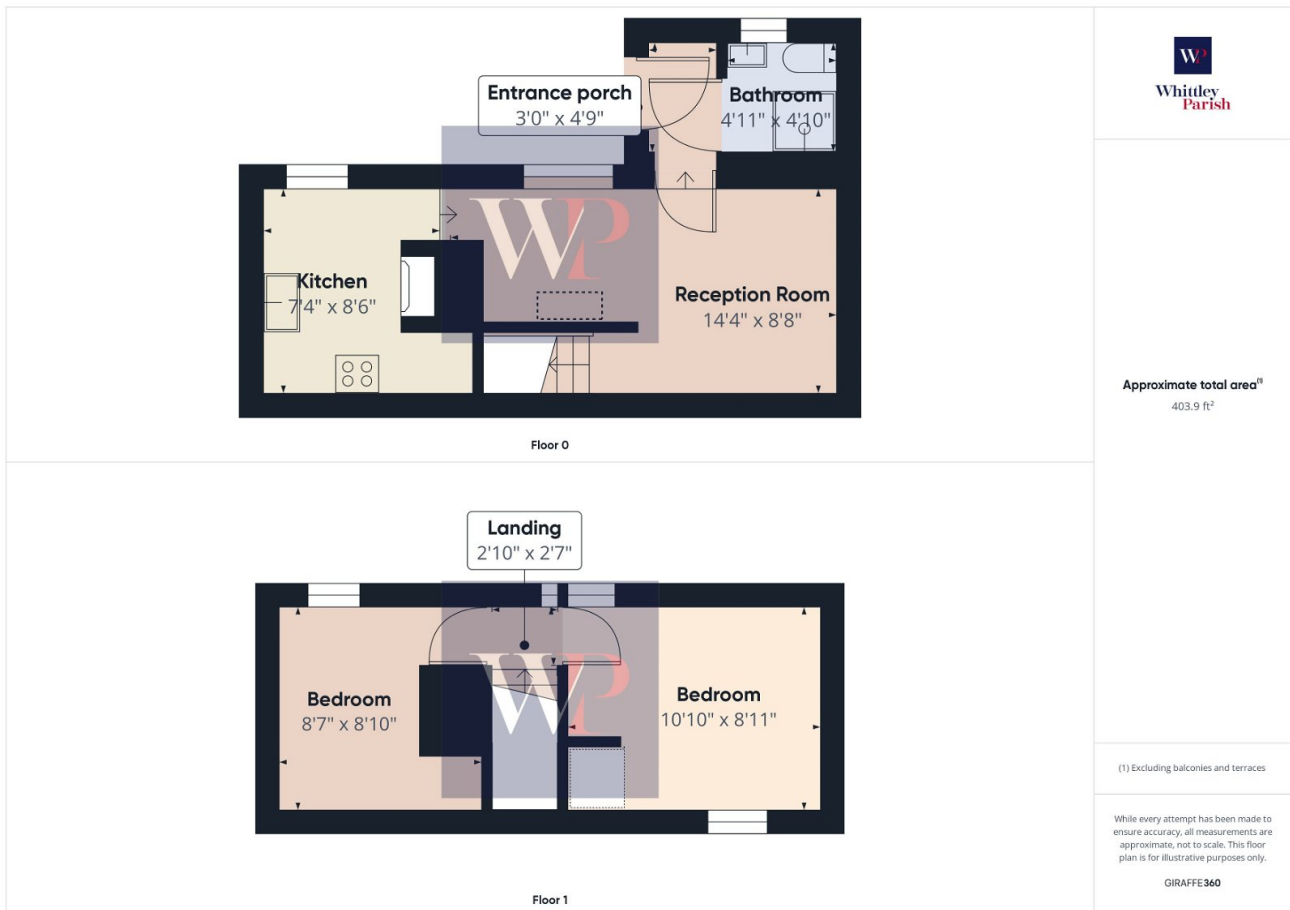 Entrance porch
3'0" x 4'9"
Bathroom
4'11" x 4'10"
WP
Kitchen
7'4" x 8'6"
Reception Room
14'4" x 8'8"
Floor 0
Landing
2'10" x 2'7"
WP
Bedroom
8'7" x 8'10"
Bedroom
10'10" x 8'11"
Floor 1
WP
Whittley
Parish
Approximate total area(1)
403.9 ft²
(1) Excluding balconies and terraces
While every attempt has been made to
ensure accuracy, all measurements are
approximate, not to scale. This floor
plan is for illustrative purposes only.
GIRAFFE360